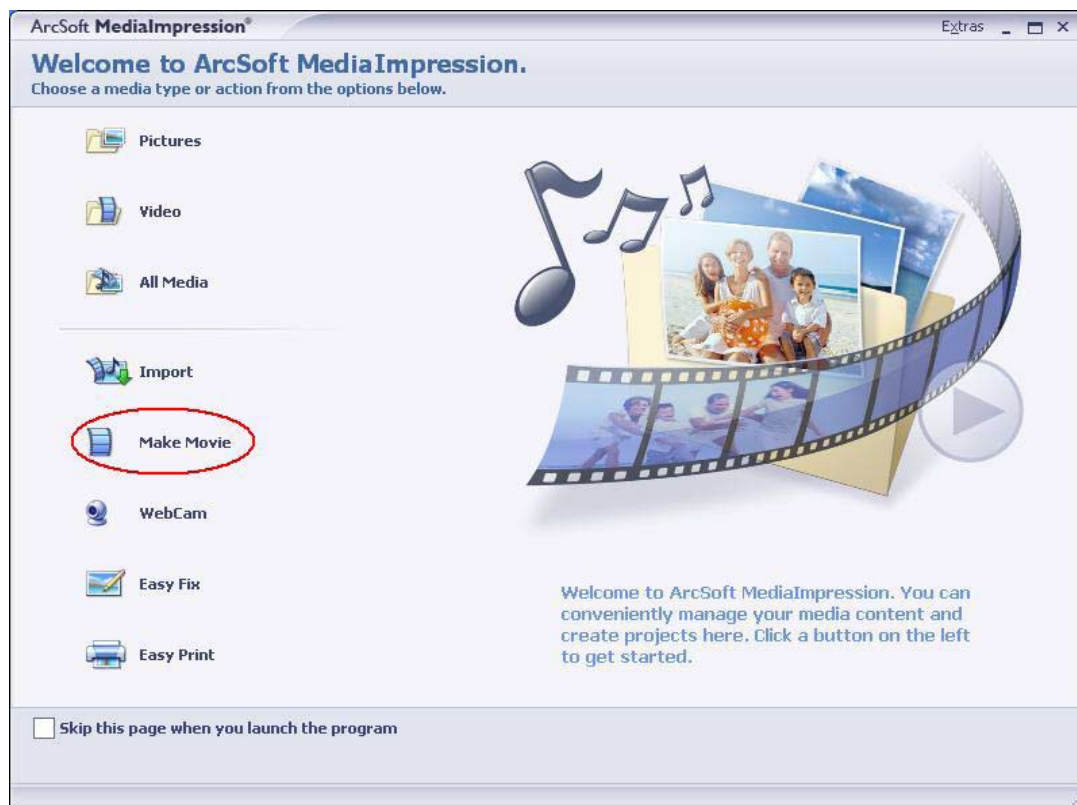 ArcSoft MediaImpression®
Extras
Welcome to ArcSoft MediaImpression.
Choose a media type or action from the options below.
Pictures
Video
All Media
Import
Make Movie
WebCam
Easy Fix
Easy Print
Welcome to ArcSoft MediaImpression. You can
conveniently manage your media content and
create projects here. Click a button on the left
to get started.
Skip this page when you launch the program